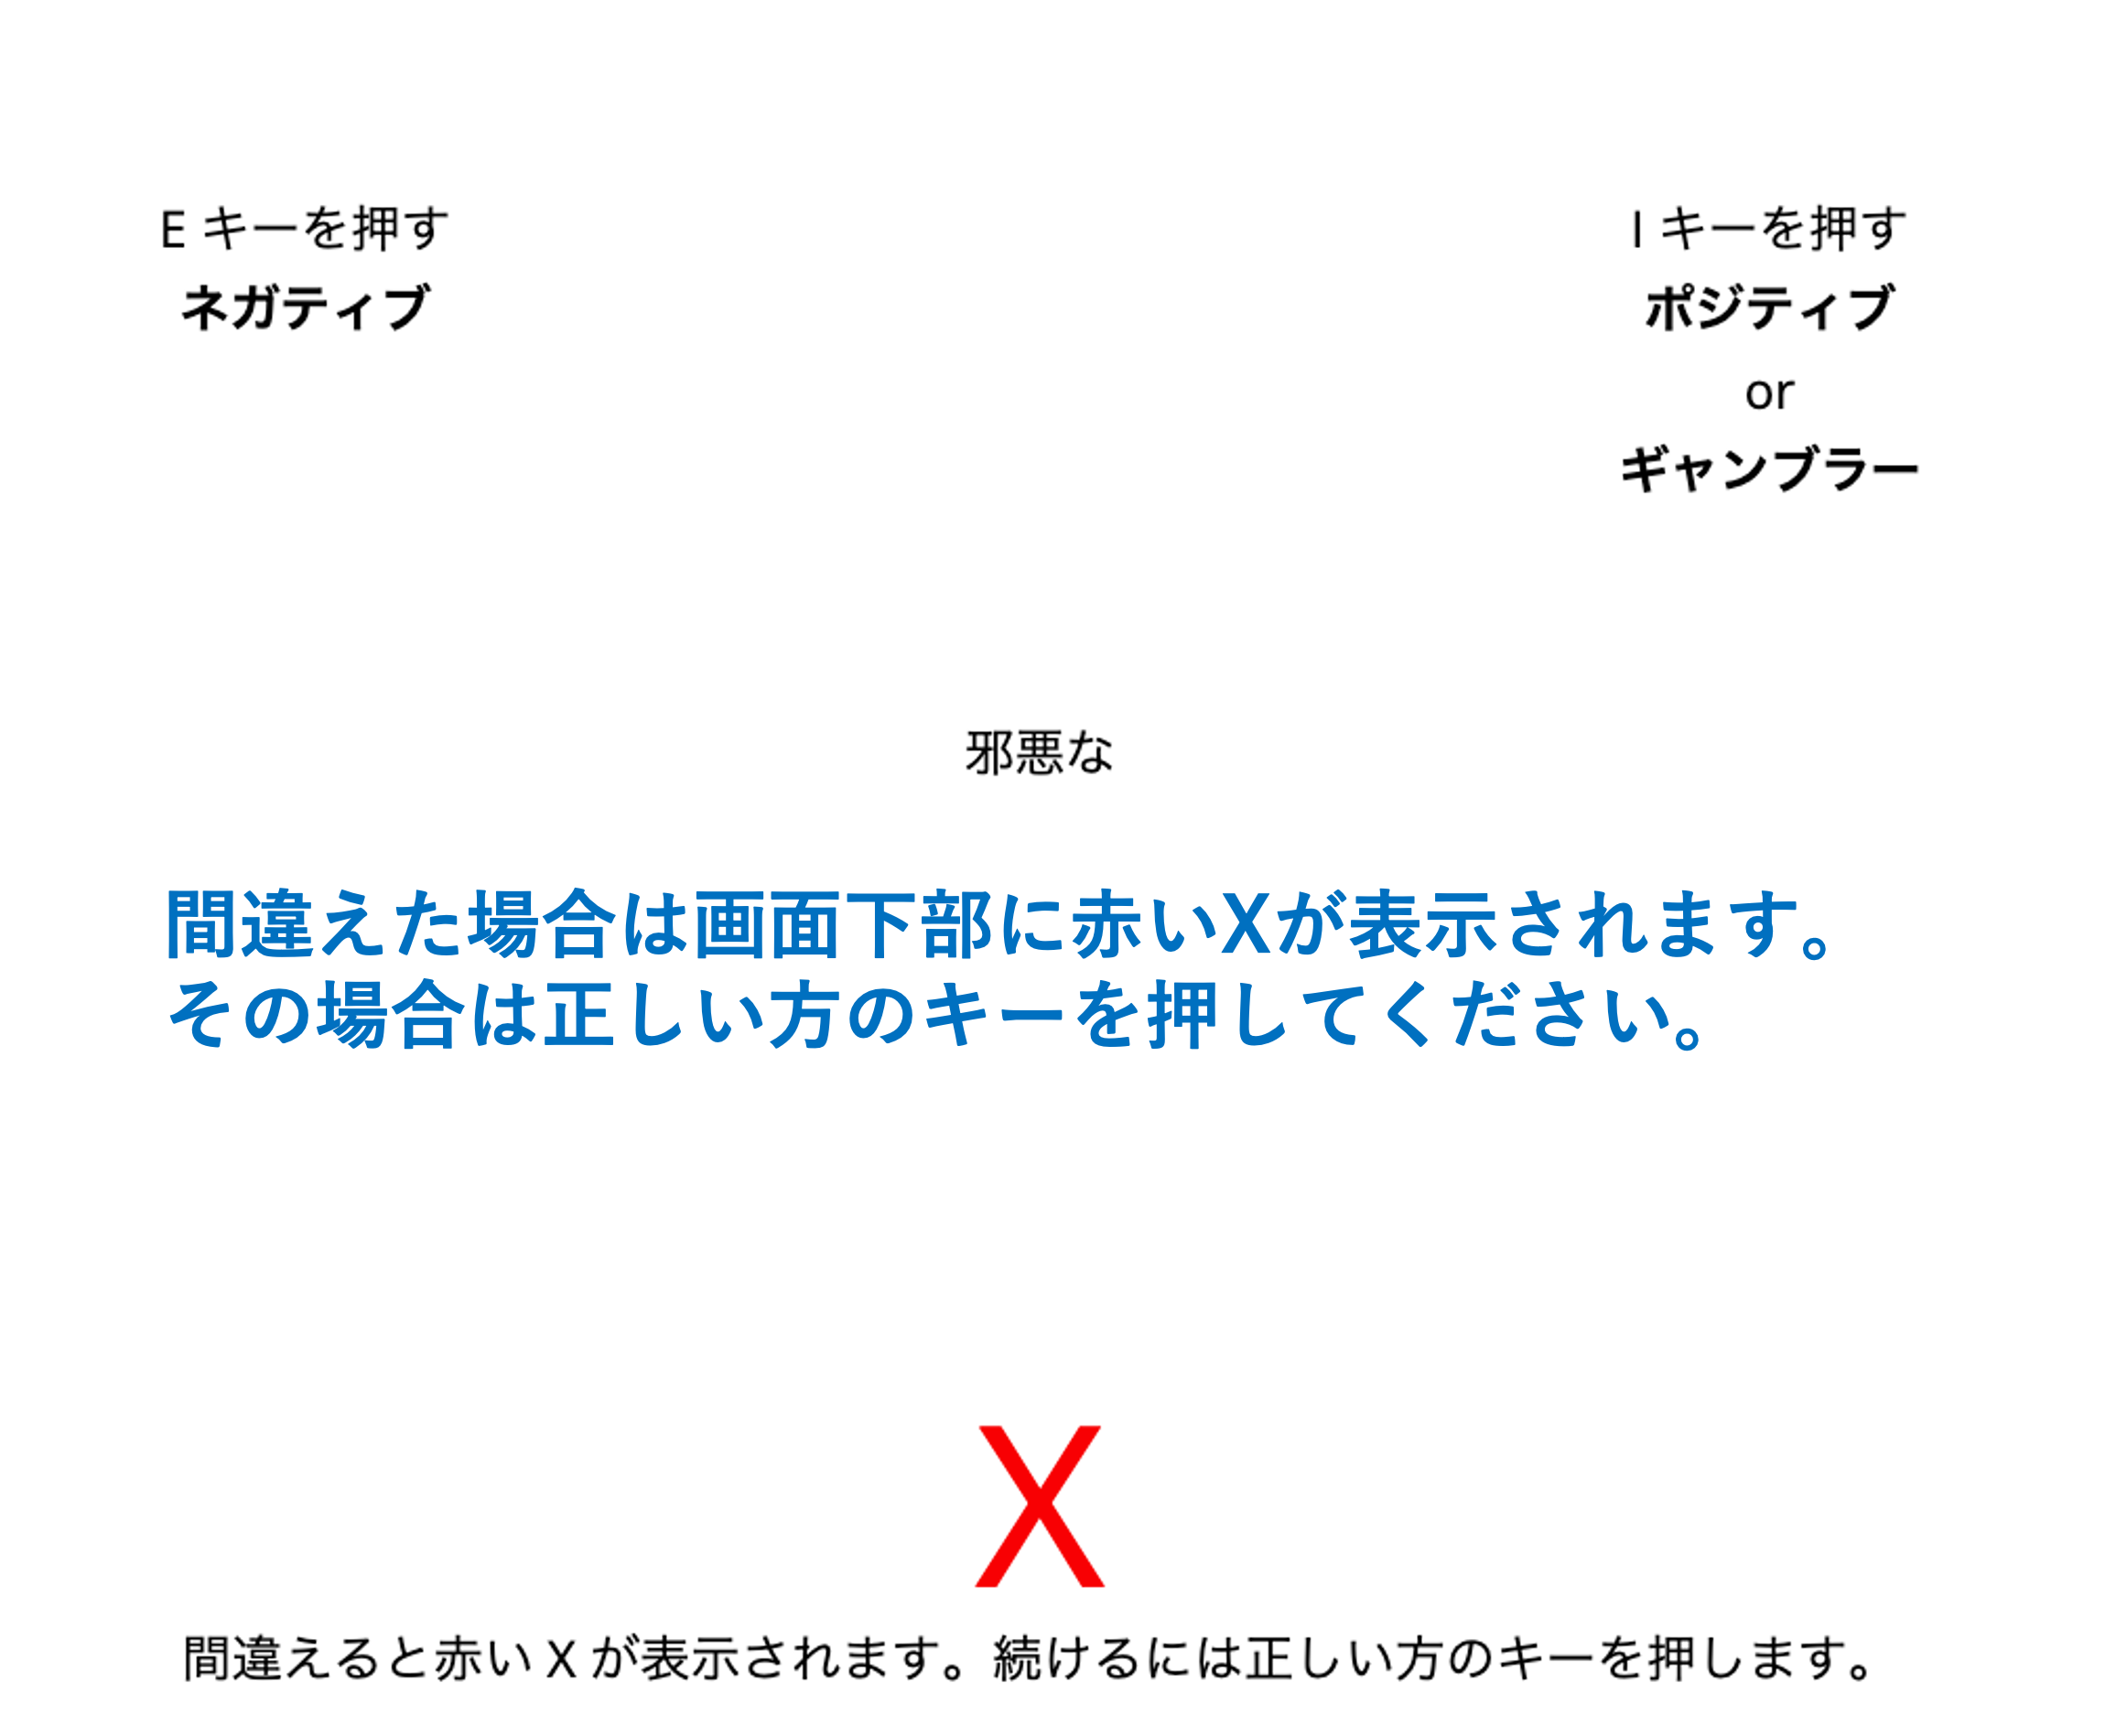 E キーを押す
ネガティブ
I キーを押す
ポジティブ
or
ギャンブラー
邪悪な
間違えた場合は画面下部に赤いXが表示されます。
その場合は正しい方のキーを押してください。
X
間違えると赤い X が表示されます。続けるには正しい方のキーを押します。